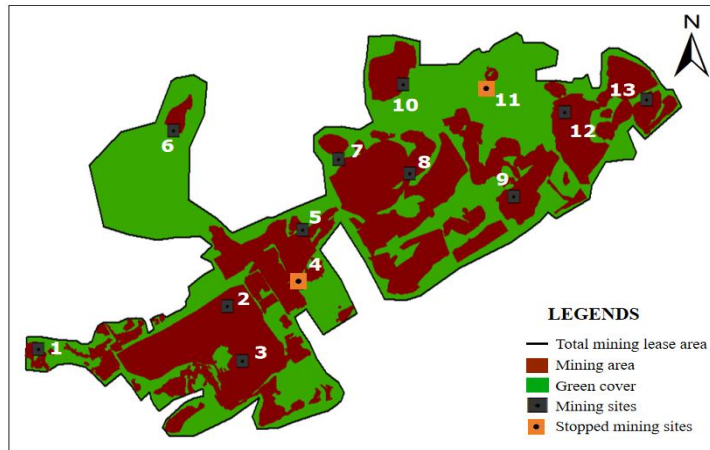 N
13
10
11
12
6
7
8
9
5
4
2
1
3
LEGENDS
Total mining lease area
Mining area
Green cover
Mining sites
Stopped mining sites